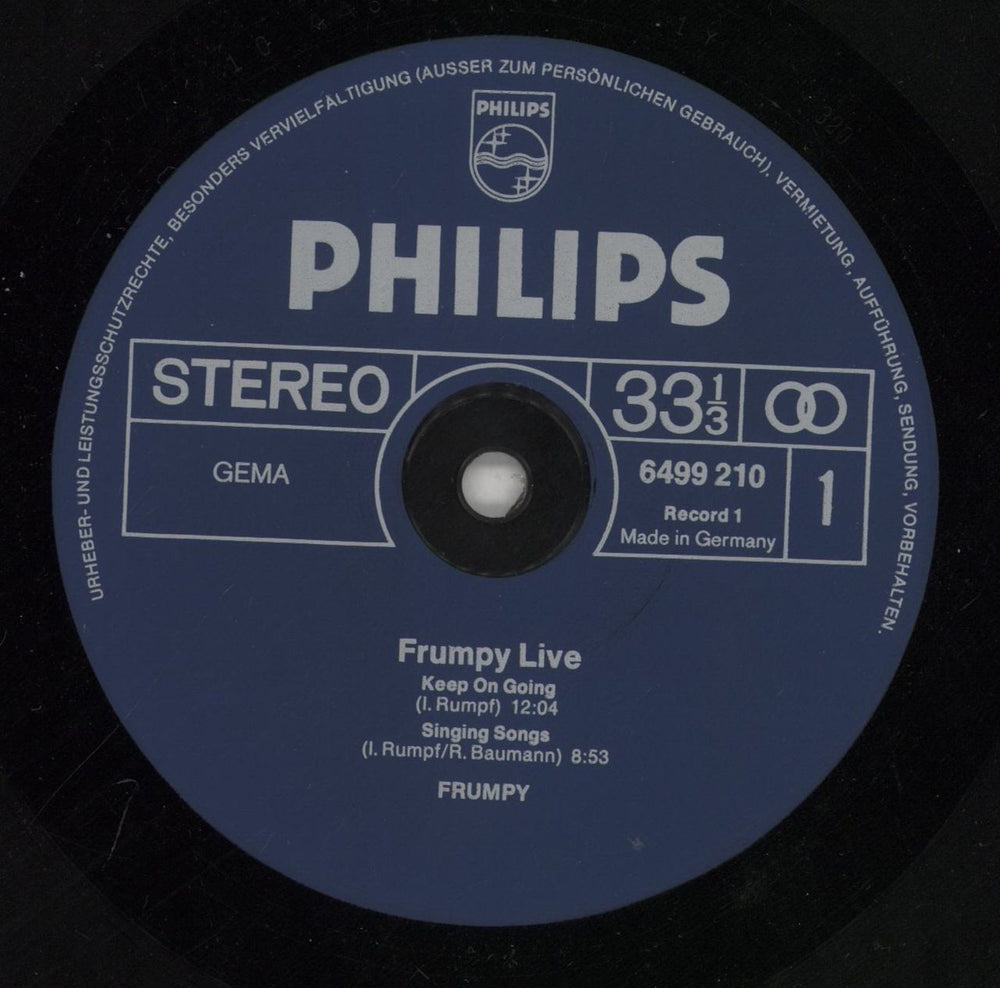 URHEBER- UND LEISTUNGSSCHUTZRECHTE, BESONDERS VERVIELFÄLTIGUNG (AUSSER ZUM PERSÖNLICHEN GEBRAUCH), VERMIETUNG, AUFFÜHRUNG, SENDUNG, VORBEHALTEN.
PHILIPS
PHILIPS
STEREO
33 1/3
GEMA
6499 210
1
Record 1
Made in Germany
Frumpy Live
Keep On Going
(I. Rumpf) 12:04
Singing Songs
(I. Rumpf/R. Baumann) 8:53
FRUMPY